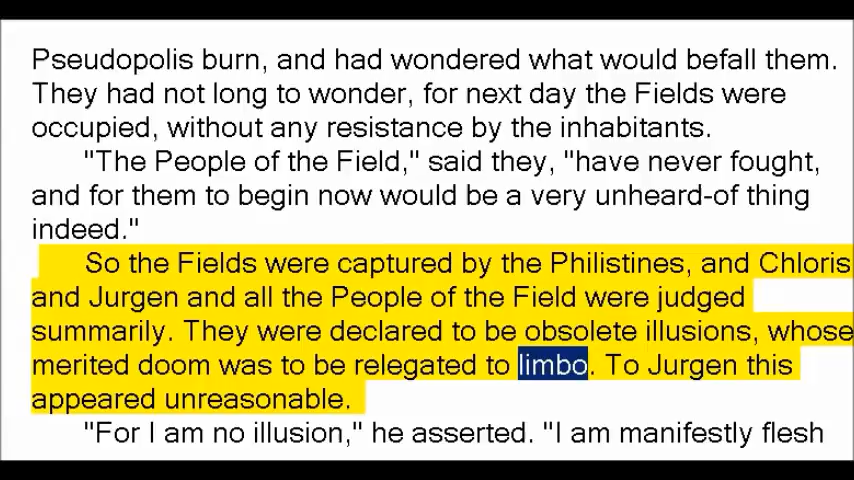 Pseudopolis burn, and had wondered what would befall them.
They had not long to wonder, for next day the Fields were
occupied, without any resistance by the inhabitants.
"The People of the Field," said they, "have never fought,
and for them to begin now would be a very unheard-of thing
indeed."
So the Fields were captured by the Philistines, and Chloris
and Jurgen and all the People of the Field were judged
summarily. They were declared to be obsolete illusions, whose
merited doom was to be relegated to limbo. To Jurgen this
appeared unreasonable.
"For I am no illusion," he asserted. "I am manifestly flesh